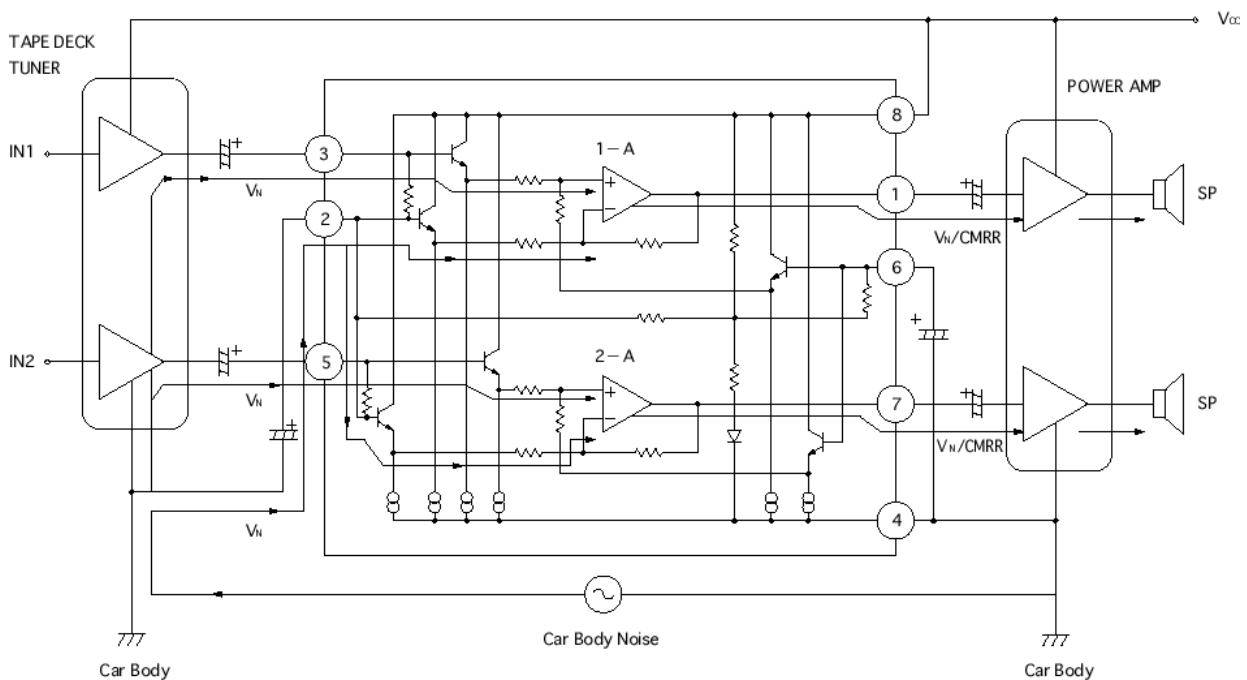 Vcc
TAPE DECK
TUNER
POWER AMP
8
IN1
+
3
1-A
+
−
1
+
SP
VN
2
VN/CMRR
6
+
IN2
+
5
2-A
+
−
7
+
SP
VN
+
VN/CMRR
4
VN
Car Body Noise
Car Body
Car Body